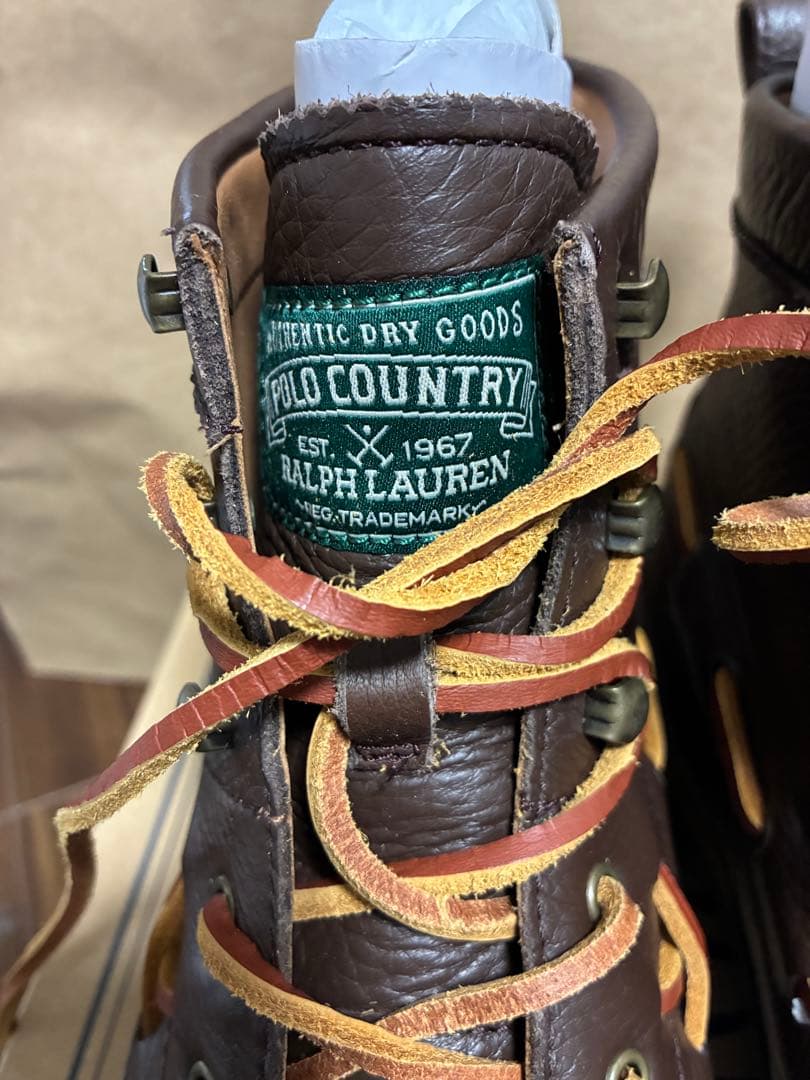 AUTHENTIC DRY GOODS
POLO COUNTRY
EST. 1967
RALPH LAUREN
REG. TRADEMARK